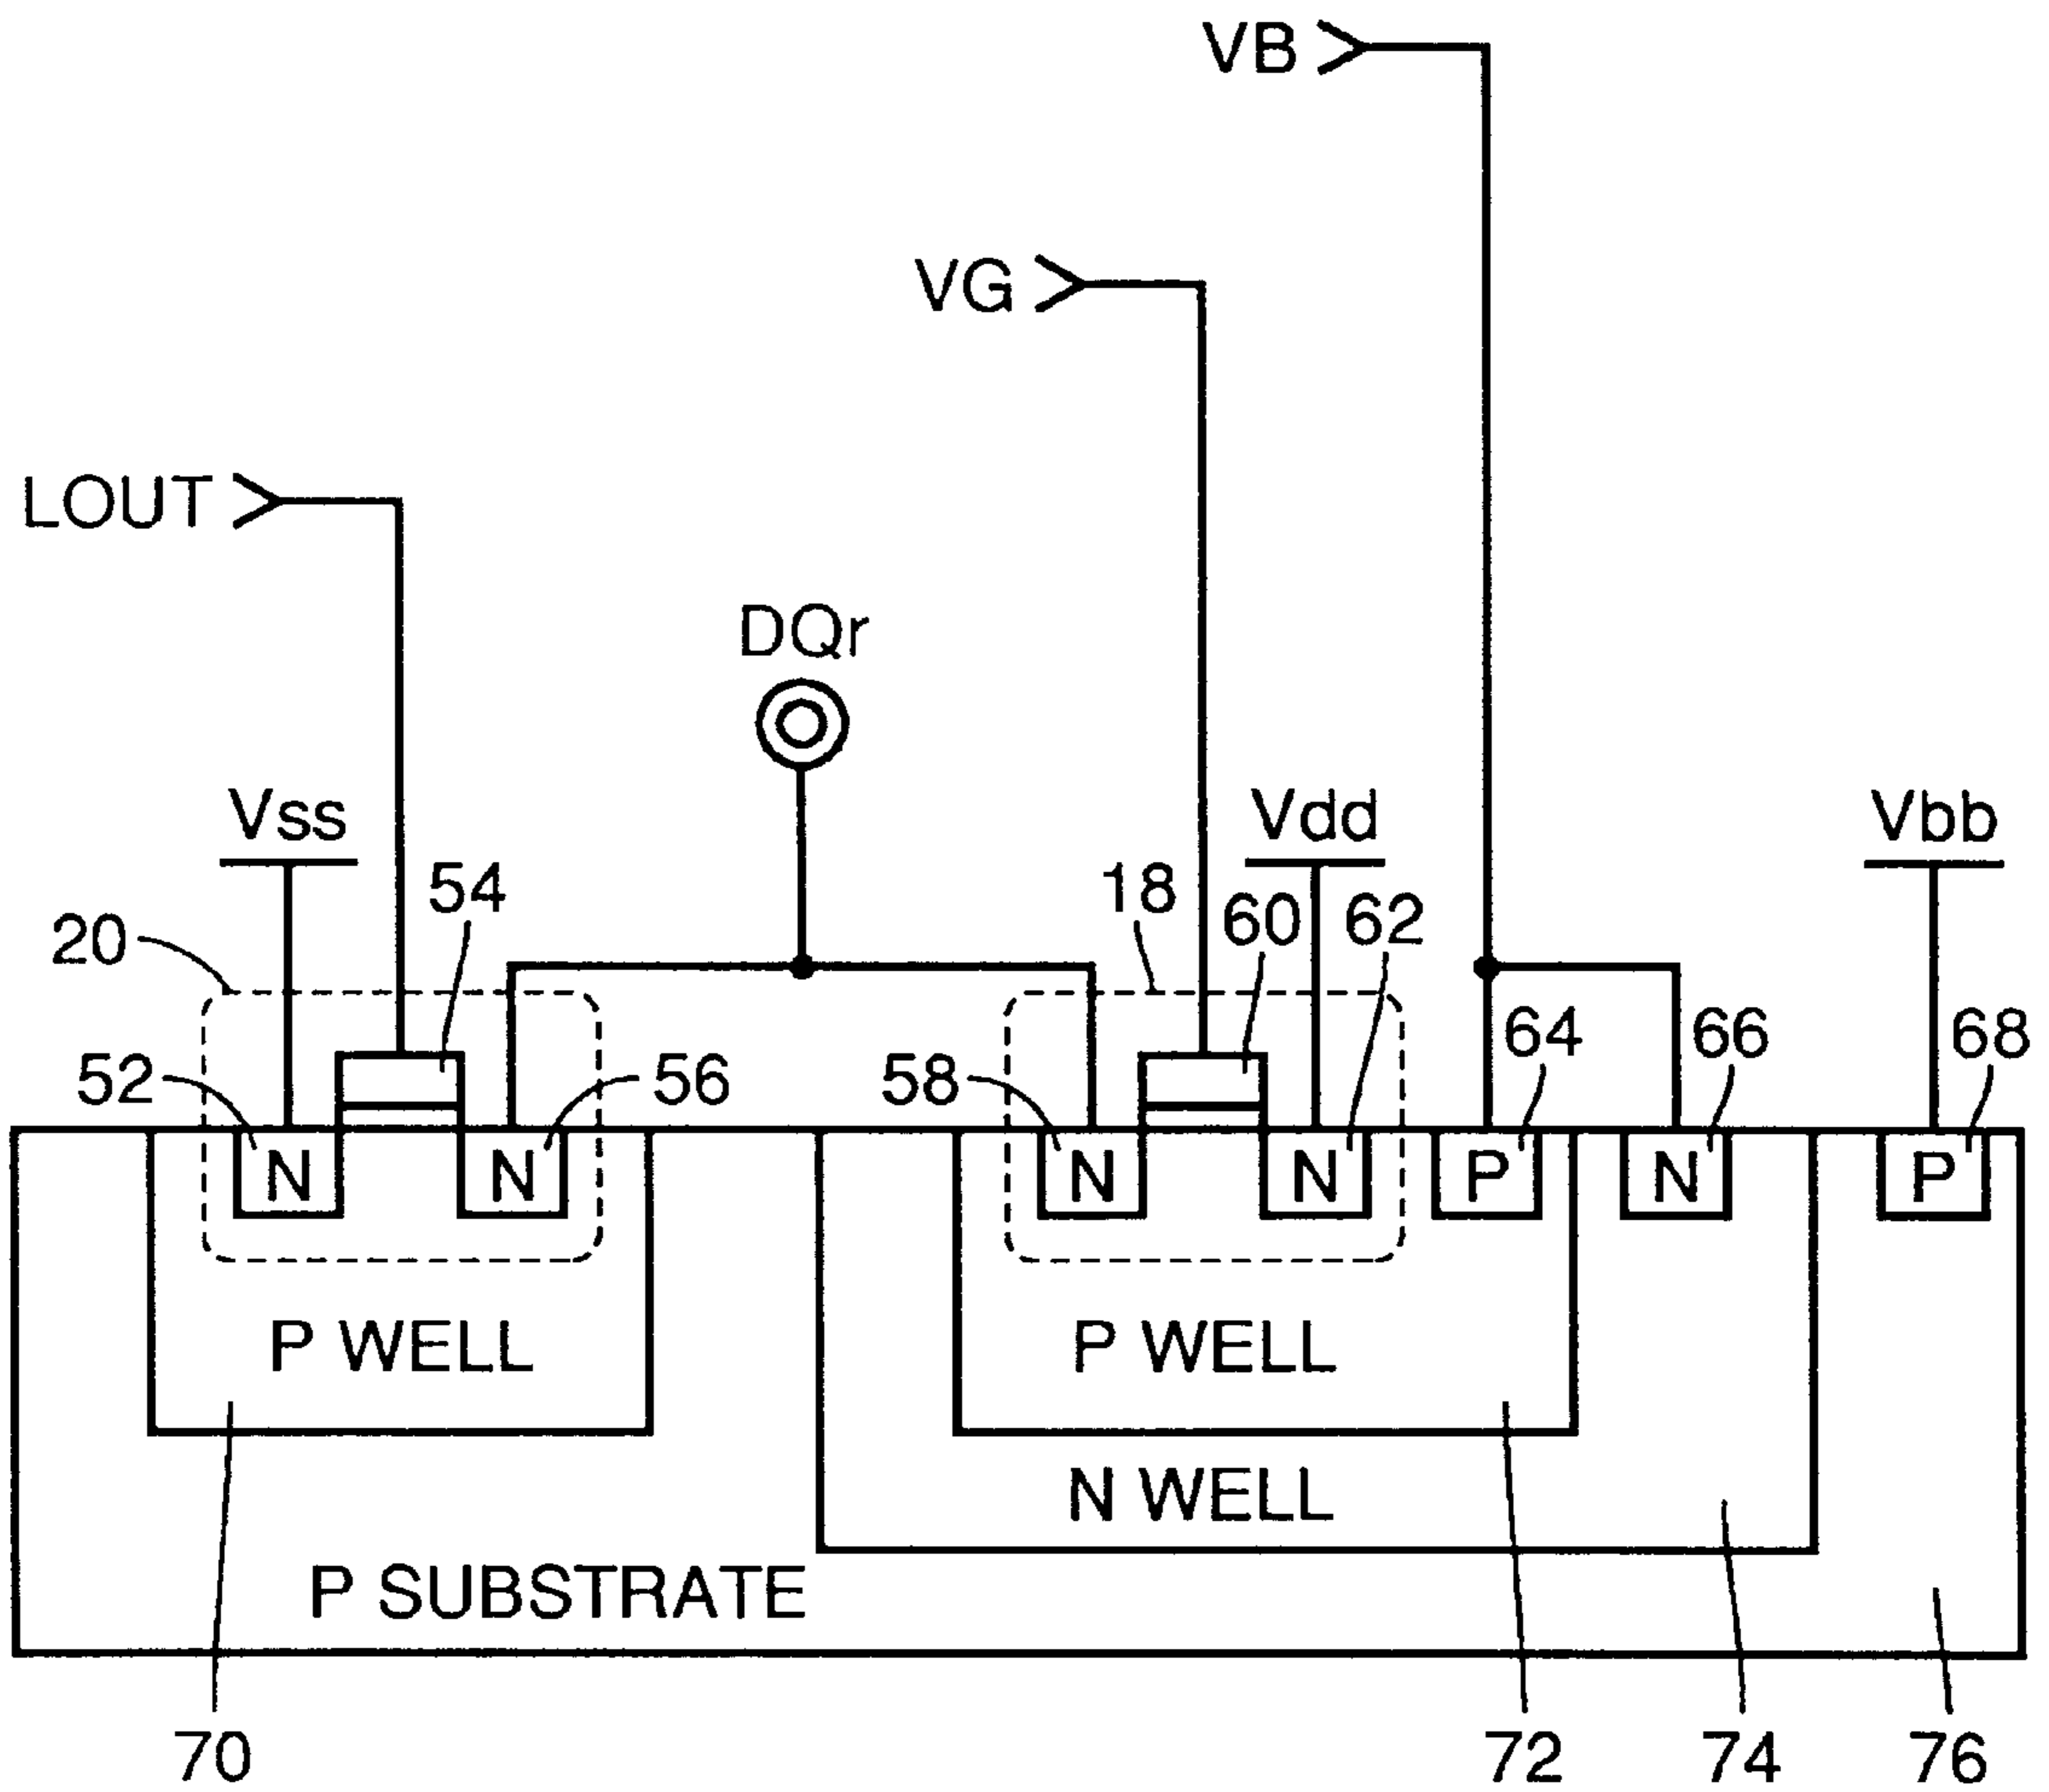 VB
VG
LOUT
DQr
Vss
Vdd
Vbb
54
18
60
62
20
64
66
68
52
56
58
N
N
N
N
P
N
P
P WELL
P WELL
N WELL
P SUBSTRATE
70
72
74
76